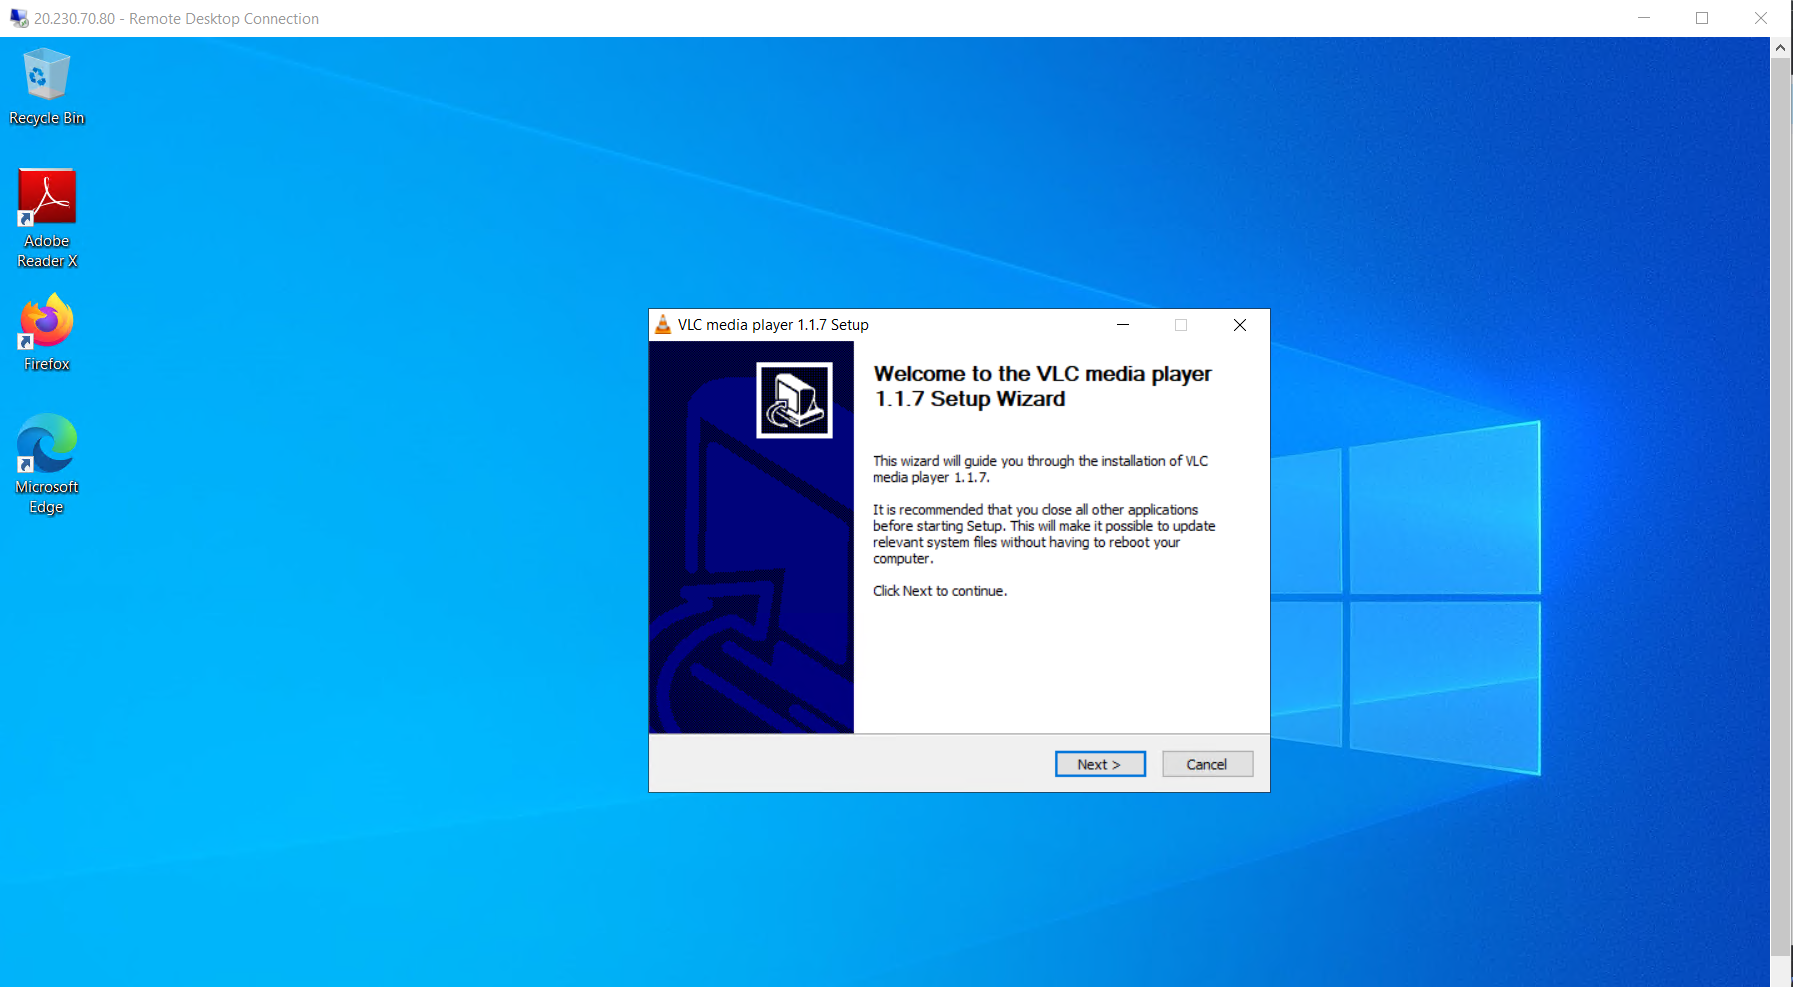 20.230.70.80 - Remote Desktop Connection
Recycle Bin
Adobe
Reader X
Firefox
Microsoft
Edge
VLC media player 1.1.7 Setup
Welcome to the VLC media player
1.1.7 Setup Wizard
This wizard will guide you through the installation of VLC
media player 1.1.7.
It is recommended that you close all other applications
before starting Setup. This will make it possible to update
relevant system files without having to reboot your
computer.
Click Next to continue.
Next >
Cancel